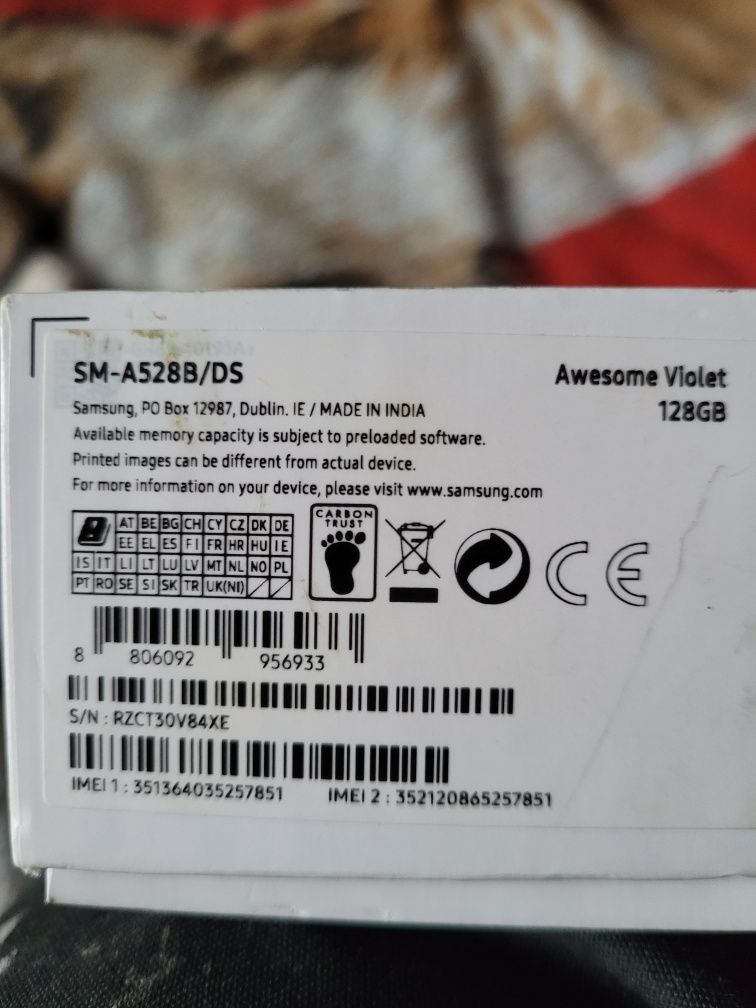 SM-A528B/DS
Awesome Violet
128GB
Samsung, PO Box 12987, Dublin. IE / MADE IN INDIA
Available memory capacity is subject to preloaded software.
Printed images can be different from actual device.
For more information on your device, please visit www.samsung.com
AT BE BG CH CY CZ DK DE
EE EL ES FI FR HR HU IE
IS IT LI LT LU LV MT NL NO PL
PT RO SE SI SK TR UK(NI)
CARBON
TRUST
CE
8 806092 956933
S/N : RZCT30V84XE
IMEI 1 : 351364035257851 IMEI 2 : 352120865257851